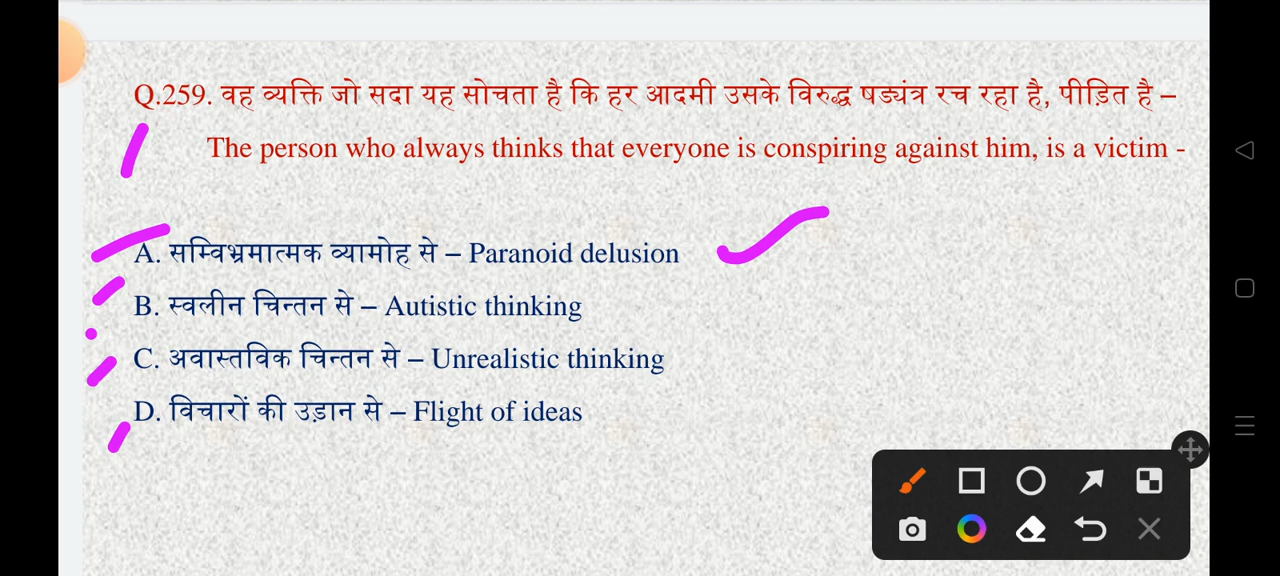 Q.259. वह व्यक्ति जो सदा यह सोचता है कि हर आदमी उसके विरुद्ध षड्यंत्र रच रहा है, पीड़ित है –
The person who always thinks that everyone is conspiring against him, is a victim -
A. सम्विभ्रमात्मक व्यामोह से – Paranoid delusion
B. स्वलीन चिन्तन से – Autistic thinking
C. अवास्तविक चिन्तन से – Unrealistic thinking
D. विचारों की उड़ान से – Flight of ideas